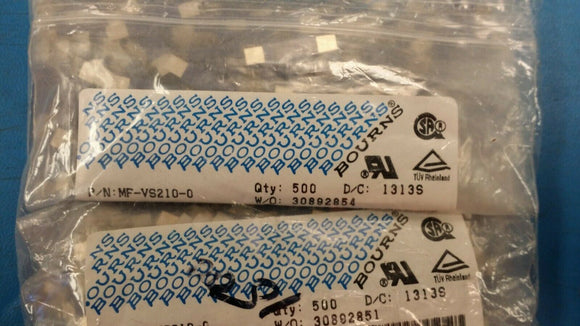 BOURNS®
TÜV Rheinland
P/N:MF-VS210-0 Qty: 500 D/C: 1313S
W/O: 30892854
BOURNS®
TÜV Rheinland
Qty: 500 D/C: 1313S
W/O: 30892851